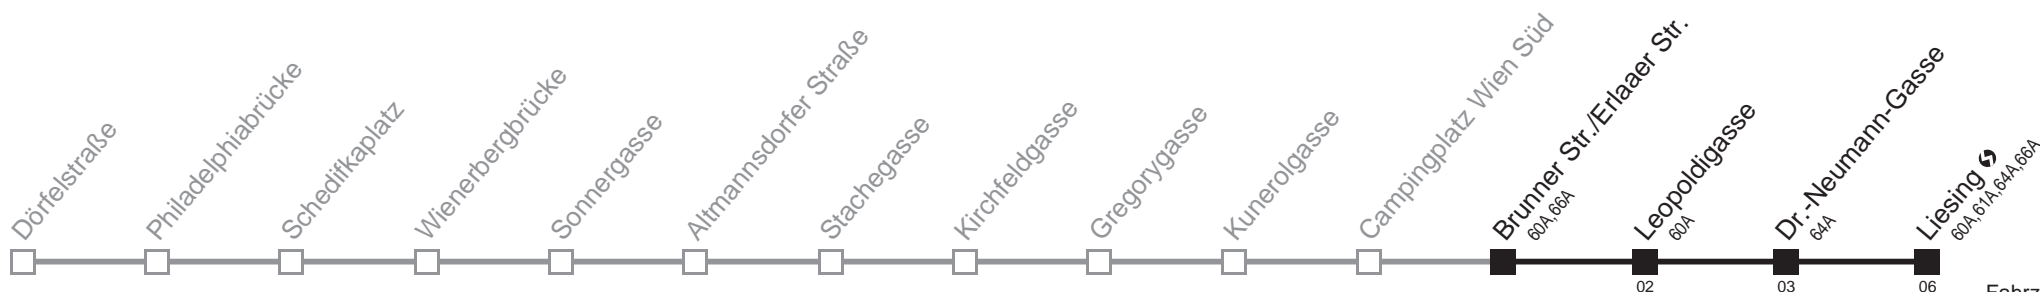 Dörfelstraße
Philadelphiabrücke
Schedifkaplatz
Wienerbergbrücke
Sonnergasse
Altmannsdorfer Straße
Stachegasse
Kirchfeldgasse
Gregorygasse
Kunerolgasse
Campingplatz Wien Süd
Brunner Str./Erlaaer Str.
60A,66A
Leopoldigasse
60A
Dr.-Neumann-Gasse
64A
Liesing
60A,61A,64A,66A
02
03
06